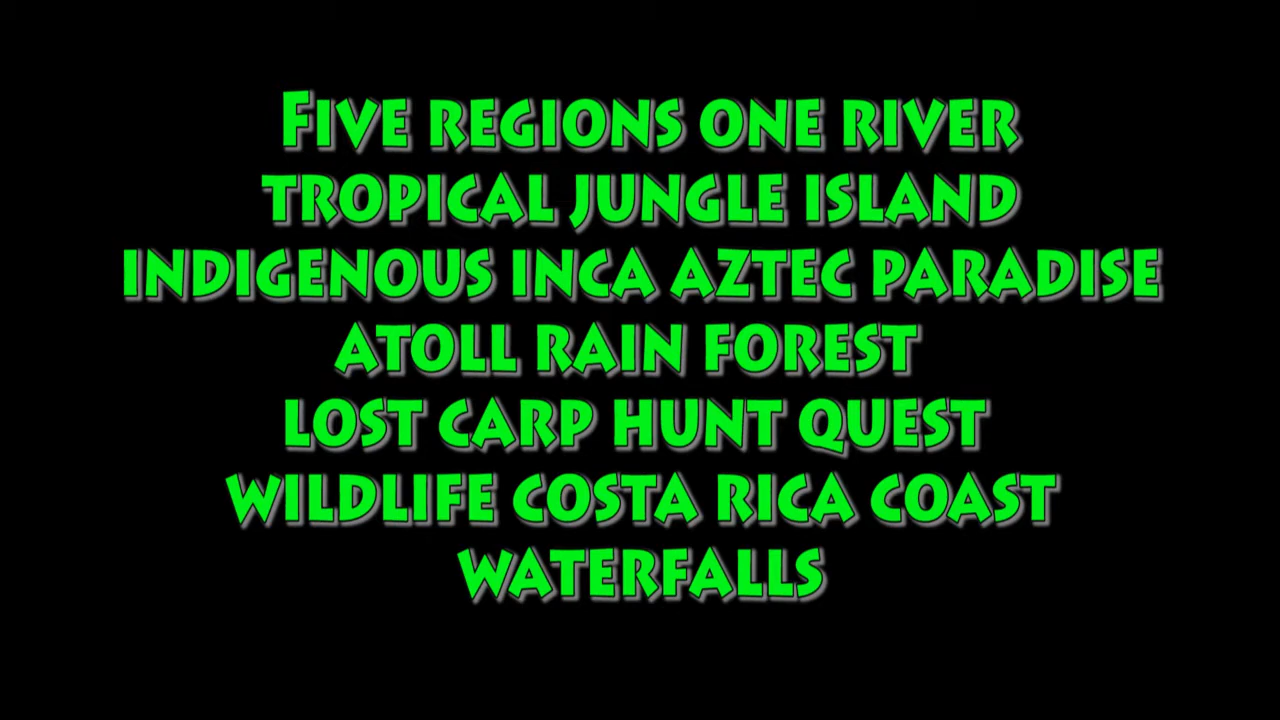 Five regions one river
tropical jungle island
indigenous inca aztec paradise
atoll rain forest
lost carp hunt quest
wildlife costa rica coast
waterfalls